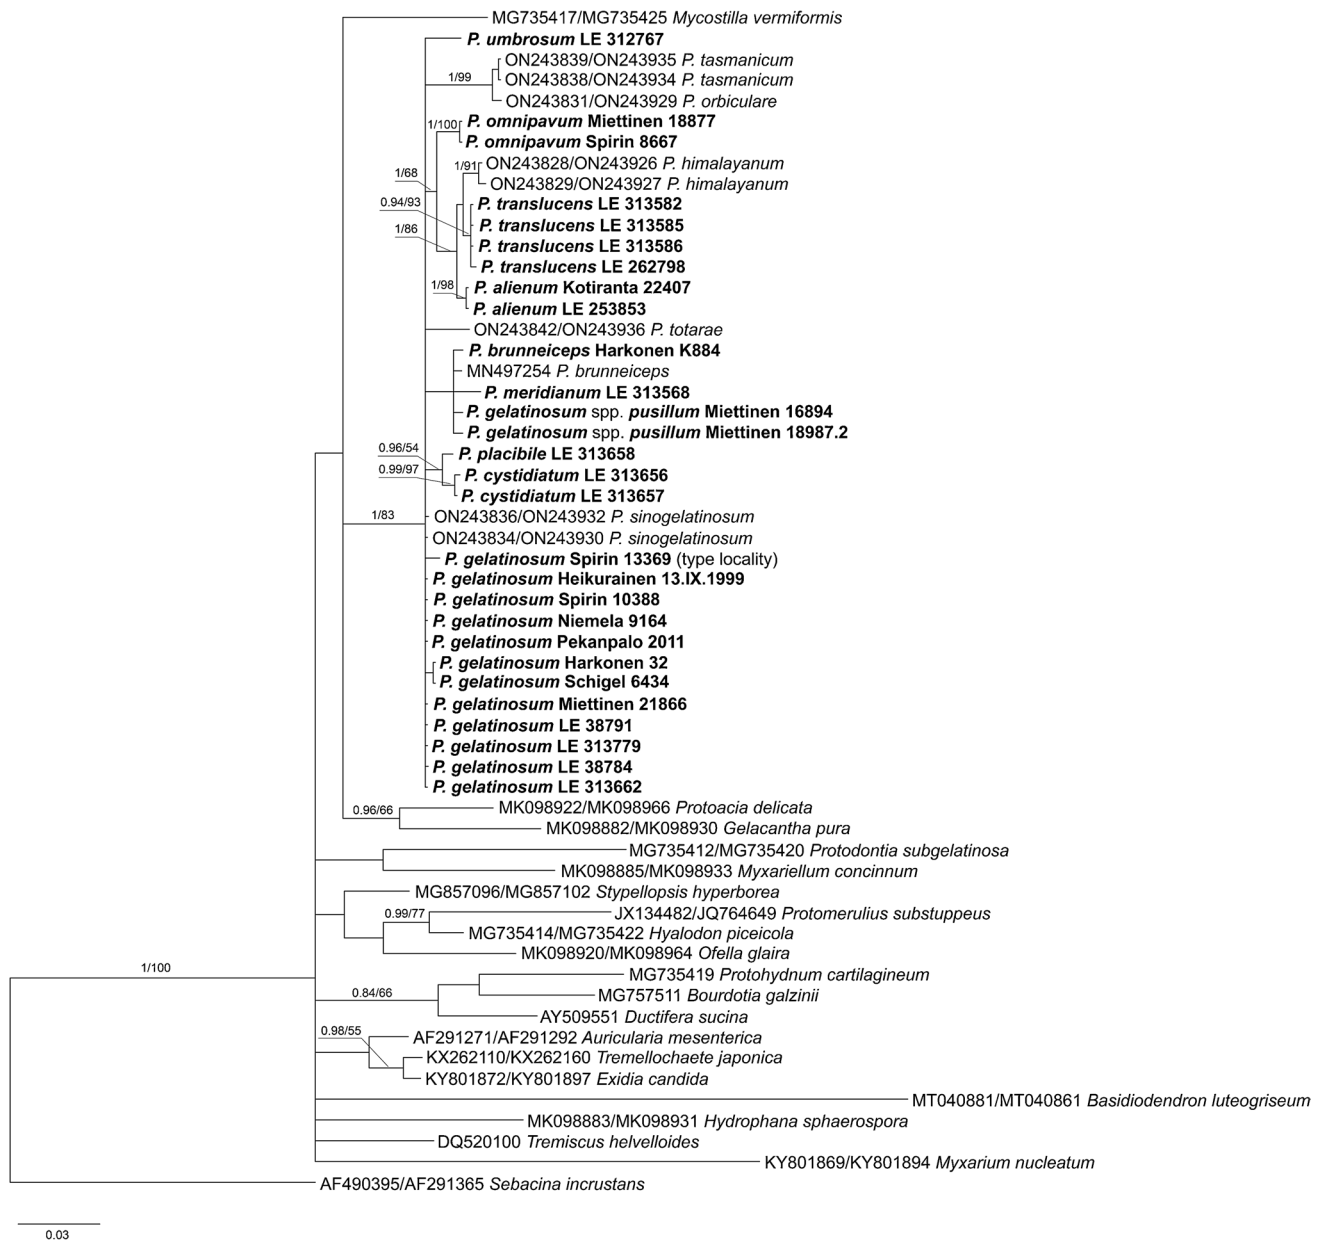 MG735417/MG735425 Mycostilla vermiformis
P. umbrosum LE 312767
ON243839/ON243935 P. tasmanicum
1/99
ON243838/ON243934 P. tasmanicum
ON243831/ON243929 P. orbiculare
1/100
P. omnipavum Miettinen 18877
P. omnipavum Spirin 8667
1/91
ON243828/ON243926 P. himalayanum
1/68
ON243829/ON243927 P. himalayanum
0.94/93
P. translucens LE 313582
1/86
P. translucens LE 313585
P. translucens LE 313586
P. translucens LE 262798
1/98
P. alienum Kotiranta 22407
P. alienum LE 253853
ON243842/ON243936 P. totarae
P. brunneiceps Harkonen K884
MN497254 P. brunneiceps
P. meridianum LE 313568
P. gelatinosum spp. pusillum Miettinen 16894
P. gelatinosum spp. pusillum Miettinen 18987.2
0.96/54
P. placibile LE 313658
0.99/97
P. cystidiatum LE 313656
P. cystidiatum LE 313657
1/83
ON243836/ON243932 P. sinogelatinosum
ON243834/ON243930 P. sinogelatinosum
P. gelatinosum Spirin 13369 (type locality)
P. gelatinosum Heikurainen 13.IX.1999
P. gelatinosum Spirin 10388
P. gelatinosum Niemela 9164
P. gelatinosum Pekanpalo 2011
P. gelatinosum Harkonen 32
P. gelatinosum Schigel 6434
P. gelatinosum Miettinen 21866
P. gelatinosum LE 38791
P. gelatinosum LE 313779
P. gelatinosum LE 38784
P. gelatinosum LE 313662
0.96/66
MK098922/MK098966 Protoacia delicata
MK098882/MK098930 Gelacantha pura
MG735412/MG735420 Protodontia subgelatinosa
MK098885/MK098933 Myxariellum concinnum
MG857096/MG857102 Stypellopsis hyperborea
0.99/77
JX134482/JQ764649 Protomerulius substuppeus
MG735414/MG735422 Hyalodon piceicola
MK098920/MK098964 Ofella glaira
1/100
MG735419 Protohydnum cartilagineum
0.84/66
MG757511 Bourdotia galzinii
AY509551 Ductifera sucina
0.98/55
AF291271/AF291292 Auricularia mesenterica
KX262110/KX262160 Tremellochaete japonica
KY801872/KY801897 Exidia candida
MT040881/MT040861 Basidiodendron luteogriseum
MK098883/MK098931 Hydrophana sphaerospora
DQ520100 Tremiscus helvelloides
KY801869/KY801894 Myxarium nucleatum
AF490395/AF291365 Sebacina incrustans
0.03